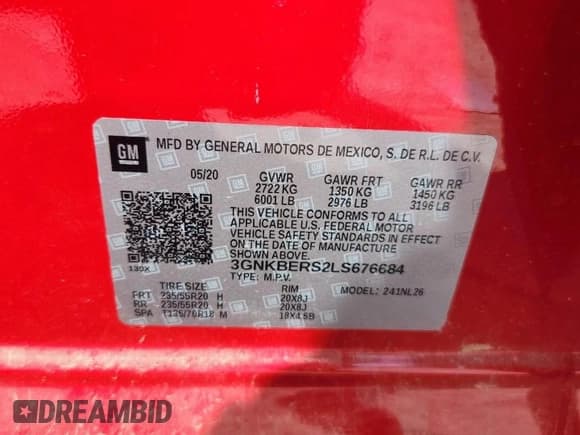 GM MFD BY GENERAL MOTORS DE MEXICO, S. DE R.L. DE C.V.
05/20 GVWR GAWR FRT GAWR RR
2722 KG 1350 KG 1450 KG
6001 LB 2976 LB 3196 LB
THIS VEHICLE CONFORMS TO ALL
APPLICABLE U.S. FEDERAL MOTOR
VEHICLE SAFETY STANDARDS IN EFFECT
ON THE DATE OF MANUFACTURE
SHOWN ABOVE.
3GNKBERS2LS676684
130X TYPE: M.P.V.
TIRE SIZE RIM MODEL: 241NL26
FRT 235/55R20 H 20X8J
RR 235/55R20 H 20X8J
SPA T135/70R18 M 18X4.5B
DREAMBID